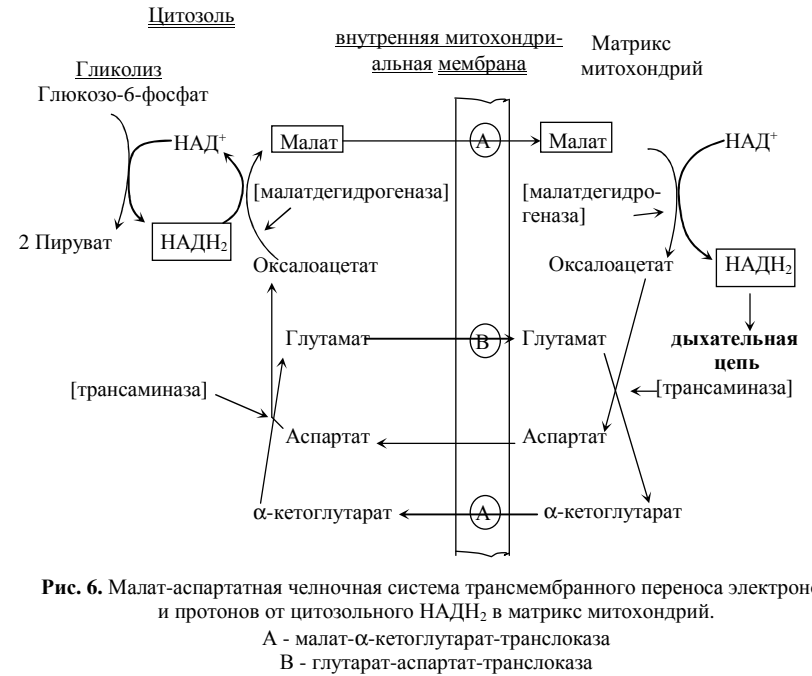 Цитозоль
внутренняя митохондри-
альная мембрана
Матрикс
митохондрий
Гликолиз
Глюкозо-6-фосфат
НАД⁺
Малат
А
Малат
НАД⁺
[малатдегидрогеназа]
[малатдегидро-
геназа]
2 Пируват
НАДН₂
Оксалоацетат
Оксалоацетат
НАДН₂
Глутамат
В
Глутамат
дыхательная
цепь
[трансаминаза]
[трансаминаза]
Аспартат
Аспартат
α-кетоглутарат
А
α-кетоглутарат
Рис. 6. Малат-аспартатная челночная система трансмембранного переноса электроно
и протонов от цитозольного НАДН₂ в матрикс митохондрий.
А - малат-α-кетоглутарат-транслоказа
В - глутарат-аспартат-транслоказа